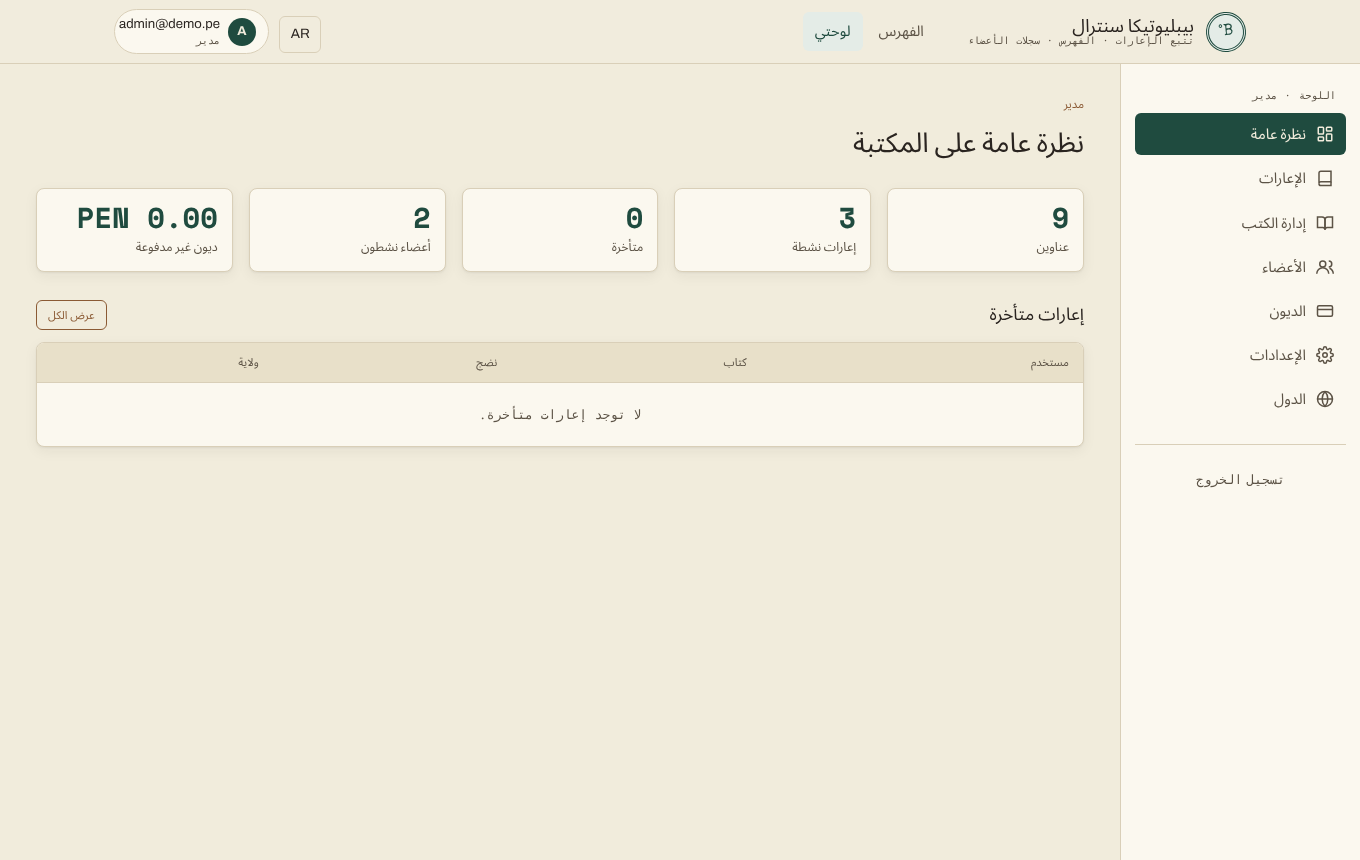 B°
بيبليوتيكا سنترال
تتبع الإعارات · الفهرس · سجلات الأعضاء
الفهرس
لوحتي
AR
A
admin@demo.pe
مدير
اللوحة · مدير
نظرة عامة
الإعارات
إدارة الكتب
الأعضاء
الديون
الإعدادات
الدول
تسجيل الخروج
مدير
نظرة عامة على المكتبة
9
عناوين
3
إعارات نشطة
0
متأخرة
2
أعضاء نشطون
PEN 0.00
ديون غير مدفوعة
إعارات متأخرة
عرض الكل
مستخدم كتاب نضج ولاية
لا توجد إعارات متأخرة.